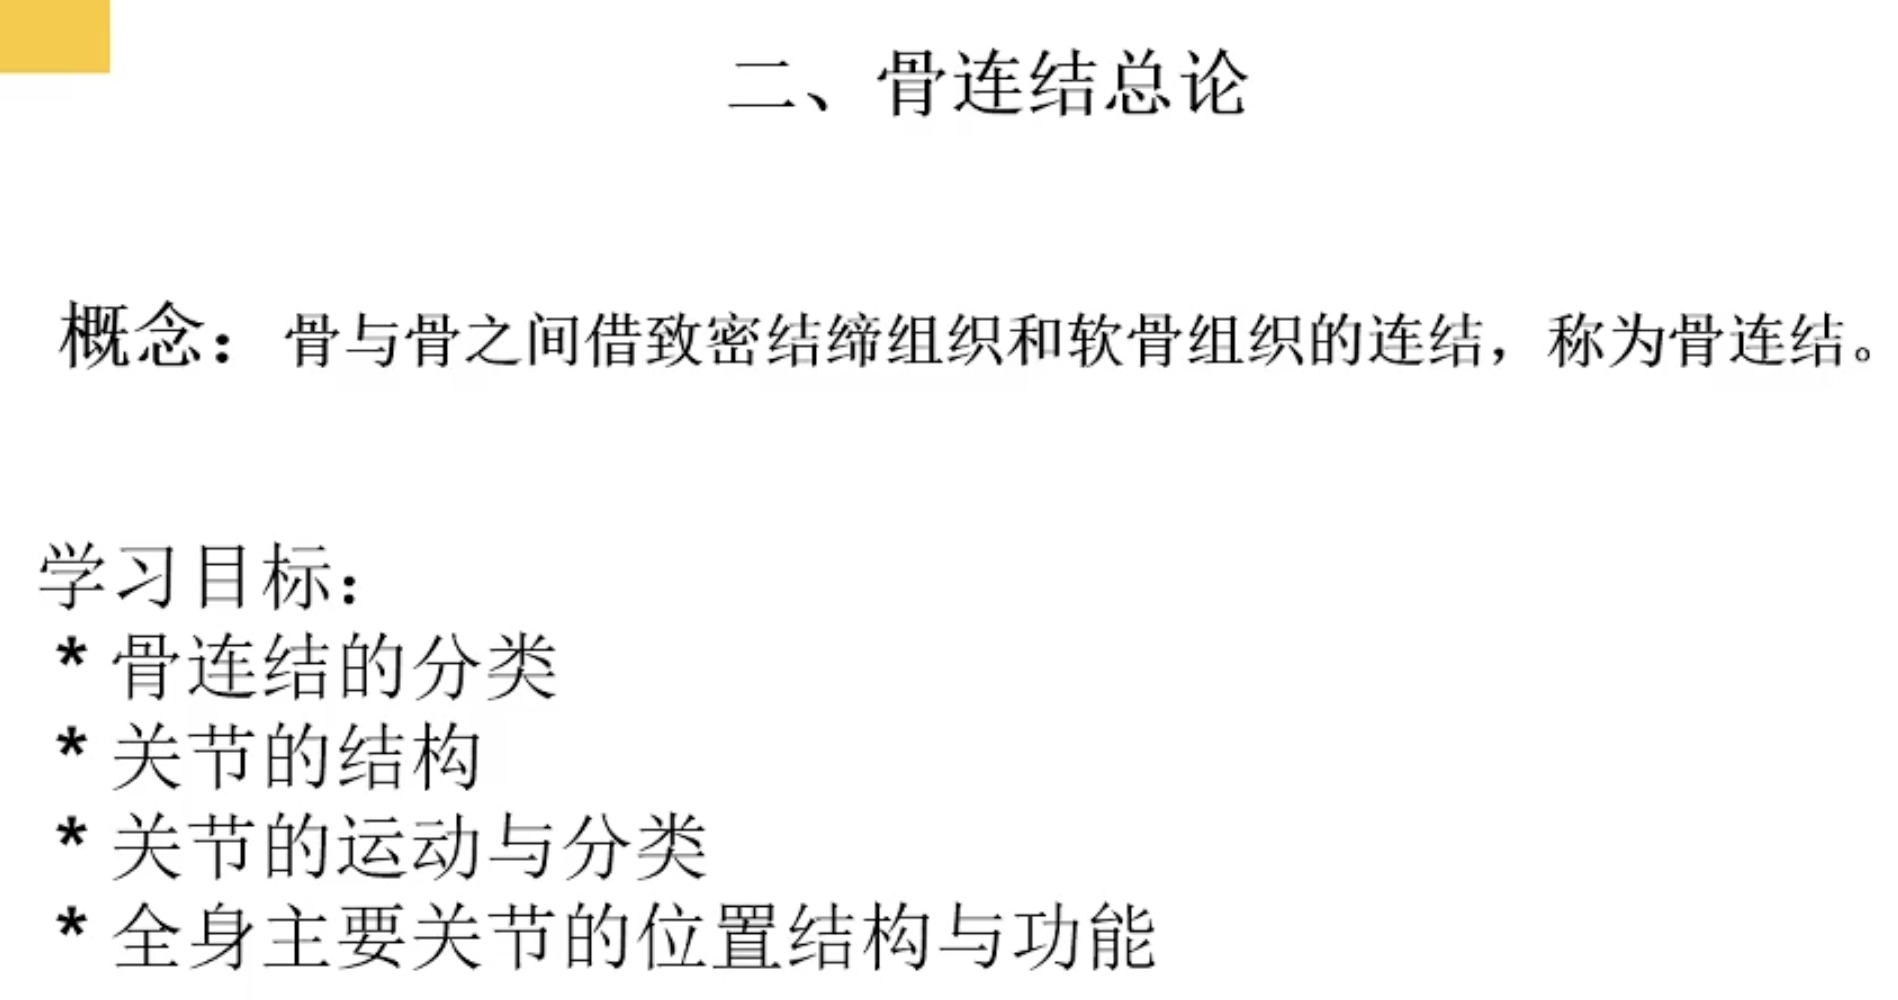 二、骨连结总论
概念：骨与骨之间借致密结缔组织和软骨组织的连结，称为骨连结。
学习目标：
* 骨连结的分类
* 关节的结构
* 关节的运动与分类
* 全身主要关节的位置结构与功能